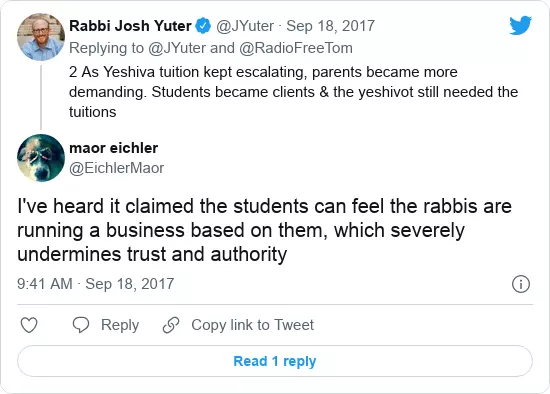 Rabbi Josh Yuter @JYuter · Sep 18, 2017
Replying to @JYuter and @RadioFreeTom
2 As Yeshiva tuition kept escalating, parents became more
demanding. Students became clients & the yeshivot still needed the
tuitions
maor eichler
@EichlerMaor
I've heard it claimed the students can feel the rabbis are
running a business based on them, which severely
undermines trust and authority
9:41 AM · Sep 18, 2017
Reply Copy link to Tweet
Read 1 reply